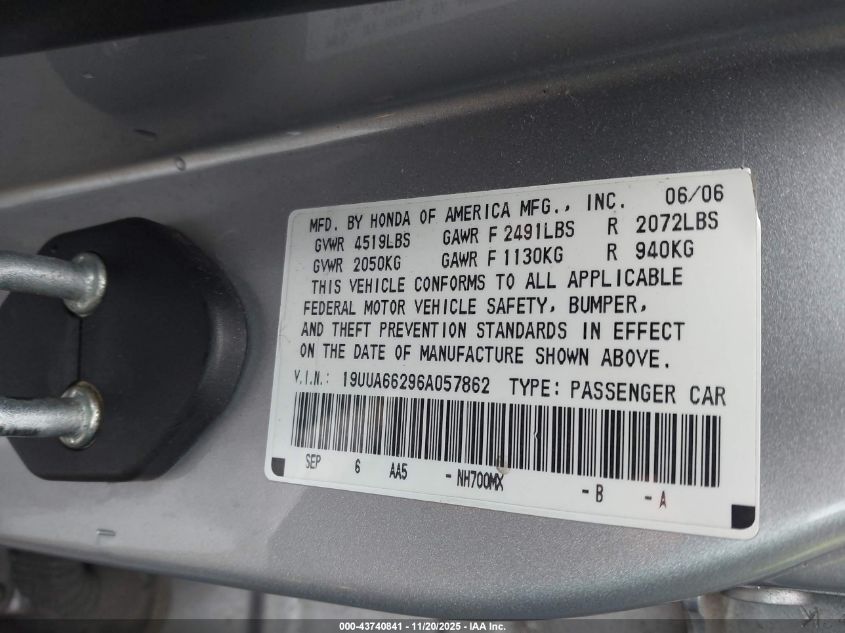 MFD. BY HONDA OF AMERICA MFG., INC. 06/06
GVWR 4519LBS GAWR F 2491LBS R 2072LBS
GVWR 2050KG GAWR F 1130KG R 940KG
THIS VEHICLE CONFORMS TO ALL APPLICABLE
FEDERAL MOTOR VEHICLE SAFETY, BUMPER,
AND THEFT PREVENTION STANDARDS IN EFFECT
ON THE DATE OF MANUFACTURE SHOWN ABOVE.
V.I.N.: 19UUA66296A057862 TYPE: PASSENGER CAR
SEP 6 AA5 - NH700MX - B - A
000-43740841 - 11/20/2025 - IAA Inc.